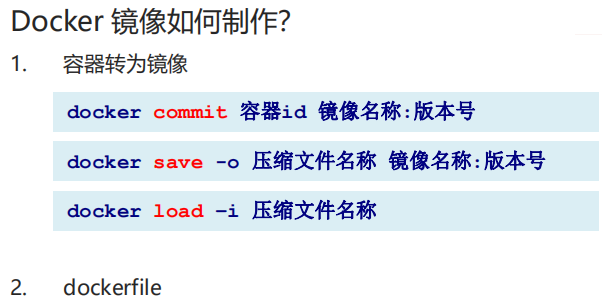 Docker 镜像如何制作？
1. 容器转为镜像
docker commit 容器id 镜像名称:版本号
docker save -o 压缩文件名称 镜像名称:版本号
docker load –i 压缩文件名称
2. dockerfile